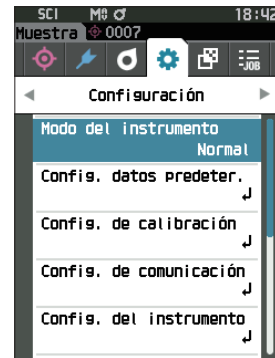 SCI M 18:42
Muestra 0007
JOB
Configuración
Modo del instrumento
Normal
Config. datos predeter.
Config. de calibración
Config. de comunicación
Config. del instrumento